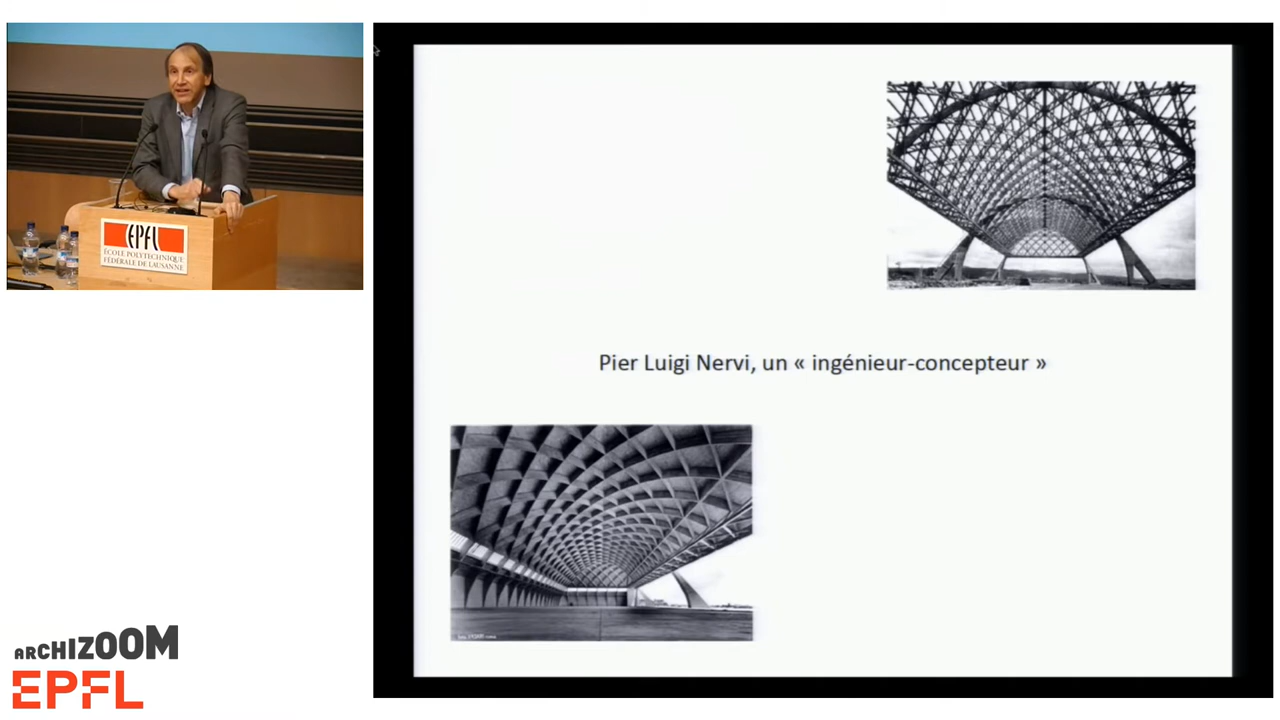 EPFL
ÉCOLE POLYTECHNIQUE
FÉDÉRALE DE LAUSANNE
Pier Luigi Nervi, un « ingénieur-concepteur »
ARCHIZOOM
EPFL